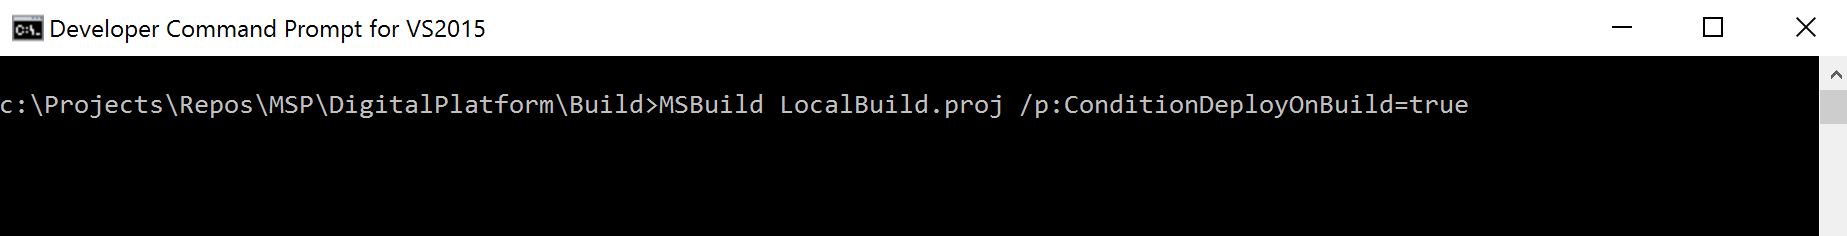 C:\.
Developer Command Prompt for VS2015
c:\Projects\Repos\MSP\DigitalPlatform\Build>MSBuild LocalBuild.proj /p:ConditionDeployOnBuild=true